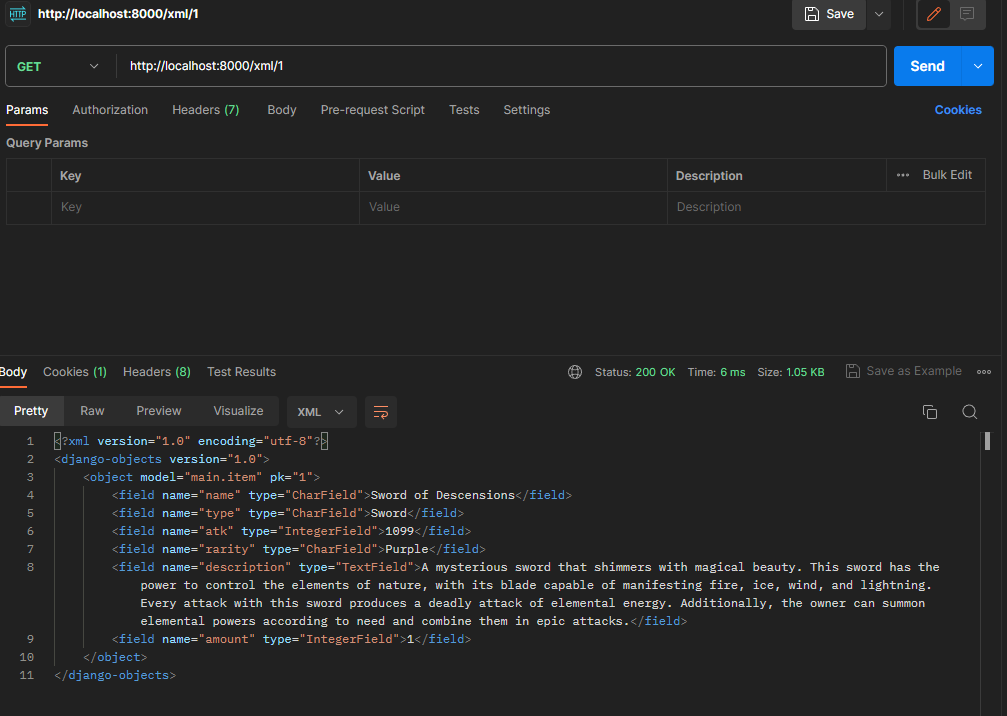 HTTP http://localhost:8000/xml/1 Save
GET http://localhost:8000/xml/1 Send
Params Authorization Headers (7) Body Pre-request Script Tests Settings Cookies
Query Params
Key Value Description ••• Bulk Edit
Key Value Description
Body Cookies (1) Headers (8) Test Results Status: 200 OK Time: 6 ms Size: 1.05 KB Save as Example
Pretty Raw Preview Visualize XML
1 <?xml version="1.0" encoding="utf-8"?>
2 <django-objects version="1.0">
3 <object model="main.item" pk="1">
4 <field name="name" type="CharField">Sword of Descensions</field>
5 <field name="type" type="CharField">Sword</field>
6 <field name="atk" type="IntegerField">1099</field>
7 <field name="rarity" type="CharField">Purple</field>
8 <field name="description" type="TextField">A mysterious sword that shimmers with magical beauty. This sword has the
power to control the elements of nature, with its blade capable of manifesting fire, ice, wind, and lightning.
Every attack with this sword produces a deadly attack of elemental energy. Additionally, the owner can summon
elemental powers according to need and combine them in epic attacks.</field>
9 <field name="amount" type="IntegerField">1</field>
10 </object>
11 </django-objects>